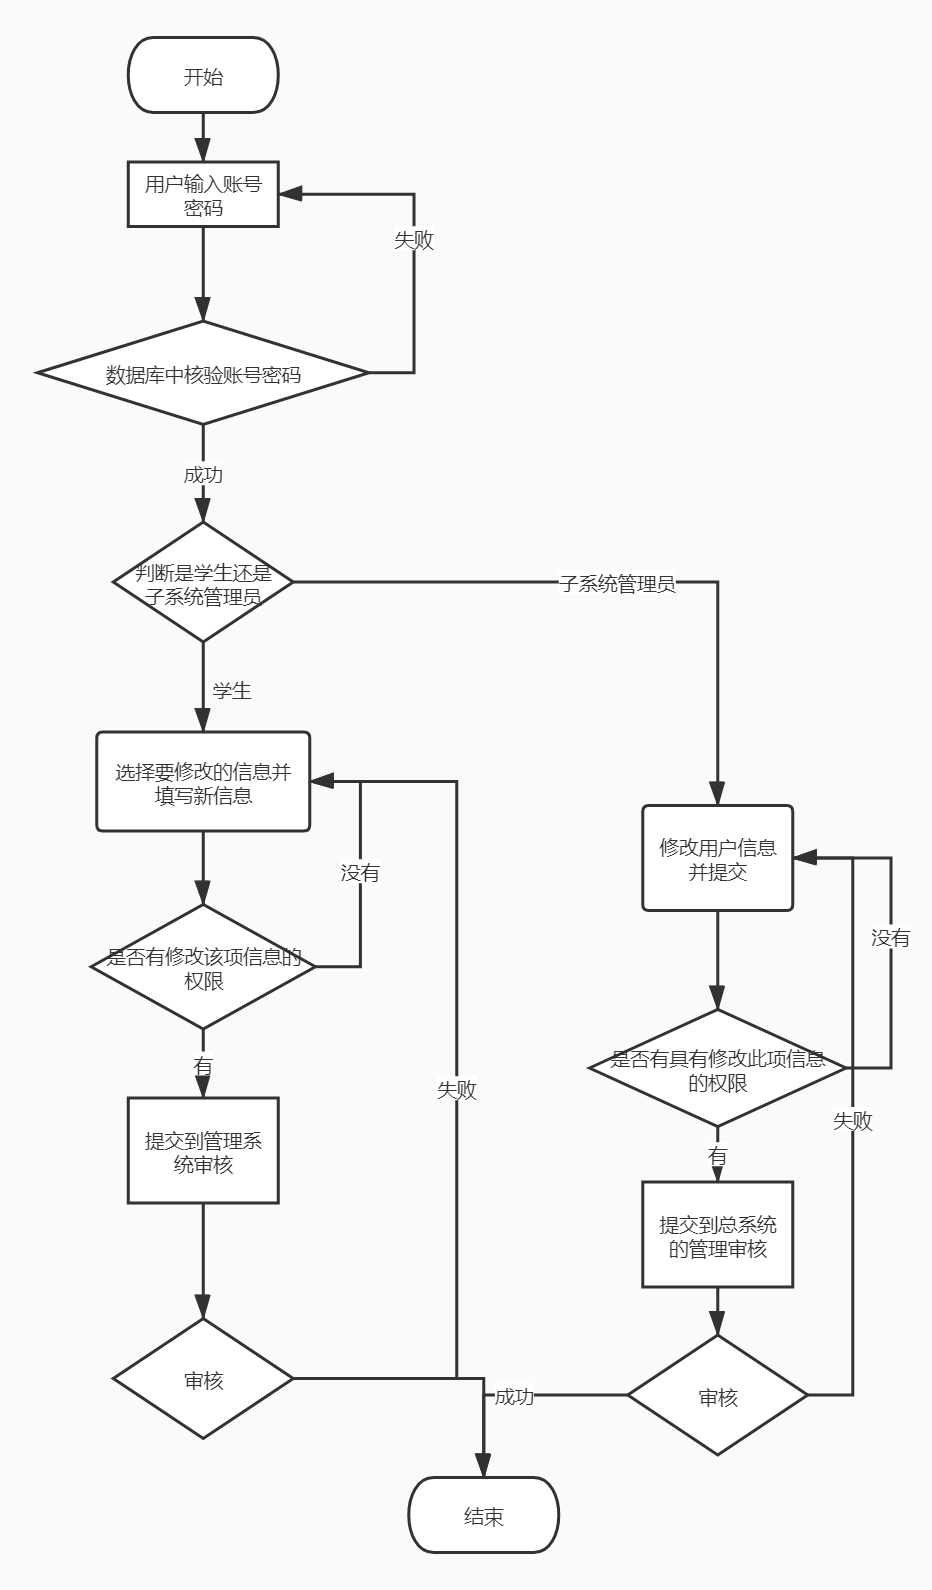 开始
用户输入账号
密码
失败
数据库中核验账号密码
成功
判断是学生还是
子系统管理员
子系统管理员
学生
选择要修改的信息并
填写新信息
没有
是否有修改该项信息的
权限
有
提交到管理系
统审核
失败
审核
修改用户信息
并提交
没有
是否有具有修改此项信息
的权限
失败
有
提交到总系统
的管理审核
审核
成功
结束